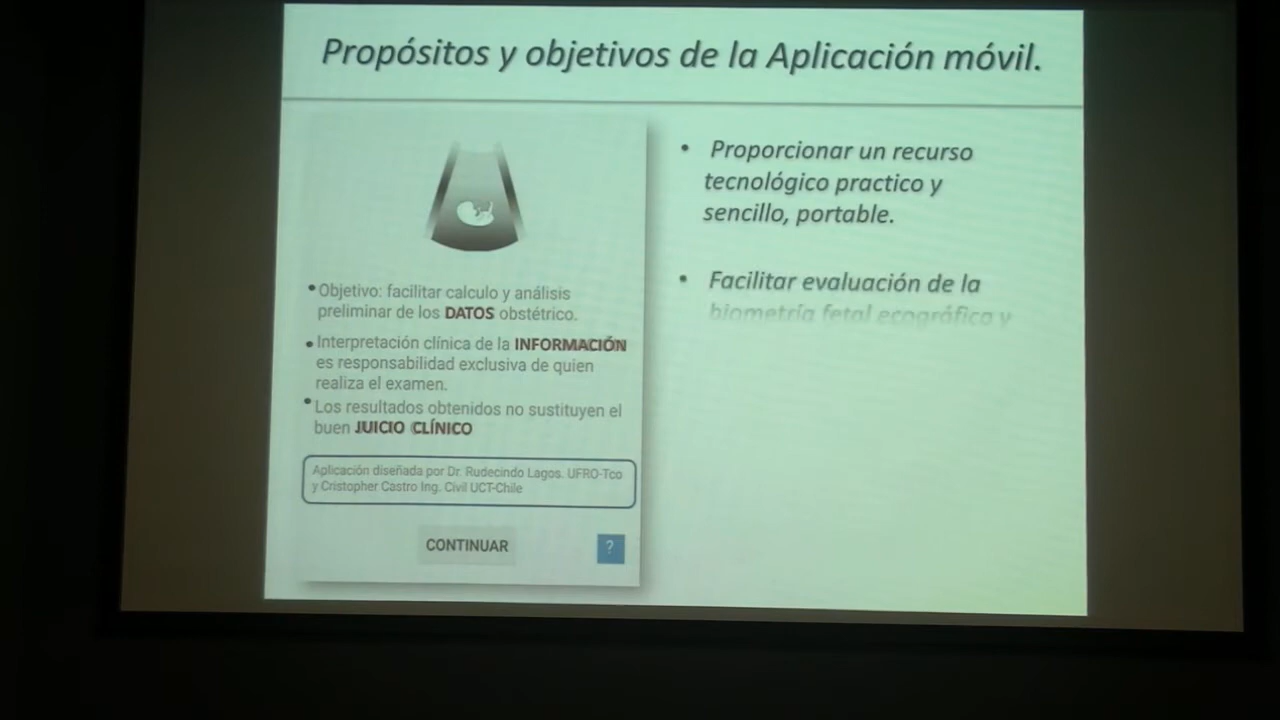 Propósitos y objetivos de la Aplicación móvil.
• Objetivo: facilitar calculo y análisis
preliminar de los DATOS obstétrico.
• Interpretación clínica de la INFORMACIÓN
es responsabilidad exclusiva de quien
realiza el examen.
• Los resultados obtenidos no sustituyen el
buen JUICIO CLÍNICO
Aplicación diseñada por Dr. Rudecindo Lagos. UFRO-Tco
y Cristopher Castro Ing. Civil UCT-Chile
CONTINUAR
?
• Proporcionar un recurso
tecnológico practico y
sencillo, portable.
• Facilitar evaluación de la
biometría fetal ecográfica y